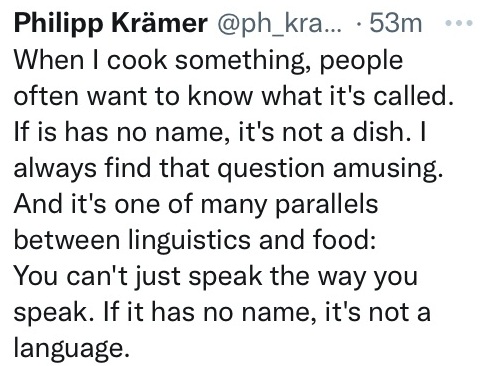 Philipp Krämer @ph_kra... · 53m ...
When I cook something, people
often want to know what it's called.
If is has no name, it's not a dish. I
always find that question amusing.
And it's one of many parallels
between linguistics and food:
You can't just speak the way you
speak. If it has no name, it's not a
language.